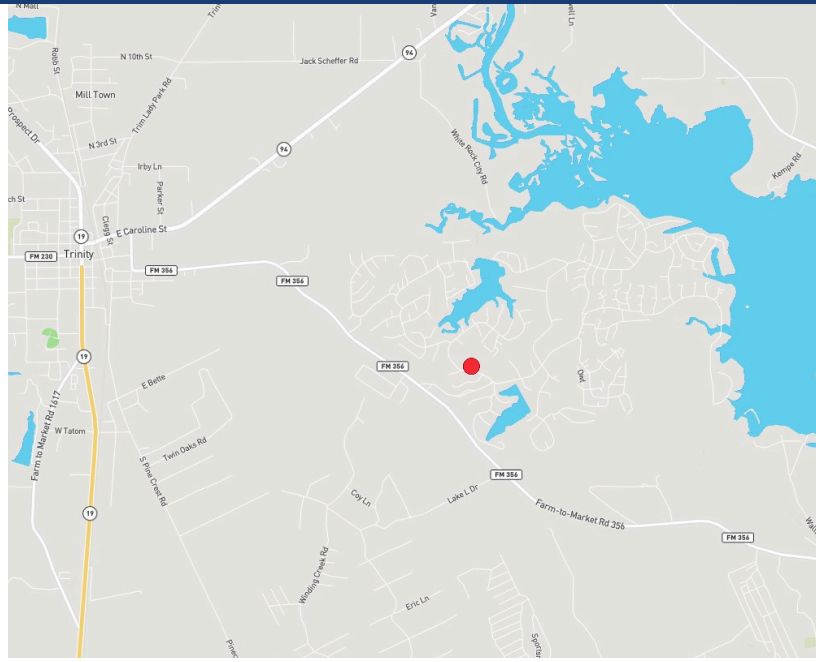 N Mall
Robb St
N 10th St
Jack Scheffer Rd
94
Mill Town
Trim Lady Park Rd
Prospect Dr
N 3rd St
94
White Rock City Rd
Kempe Rd
Irby Ln
Parker St
Clegg St
19
E Caroline St
FM 230
Trinity
FM 356
FM 356
19
FM 356
E Bette
Owl
Farm to Market Rd 1617
W Tatom
Twin Oaks Rd
S Pine Crest Rd
FM 356
Coy Ln
Lake L Dr
19
Farm-to-Market Rd 356
FM 356
Winding Creek Rd
Eric Ln